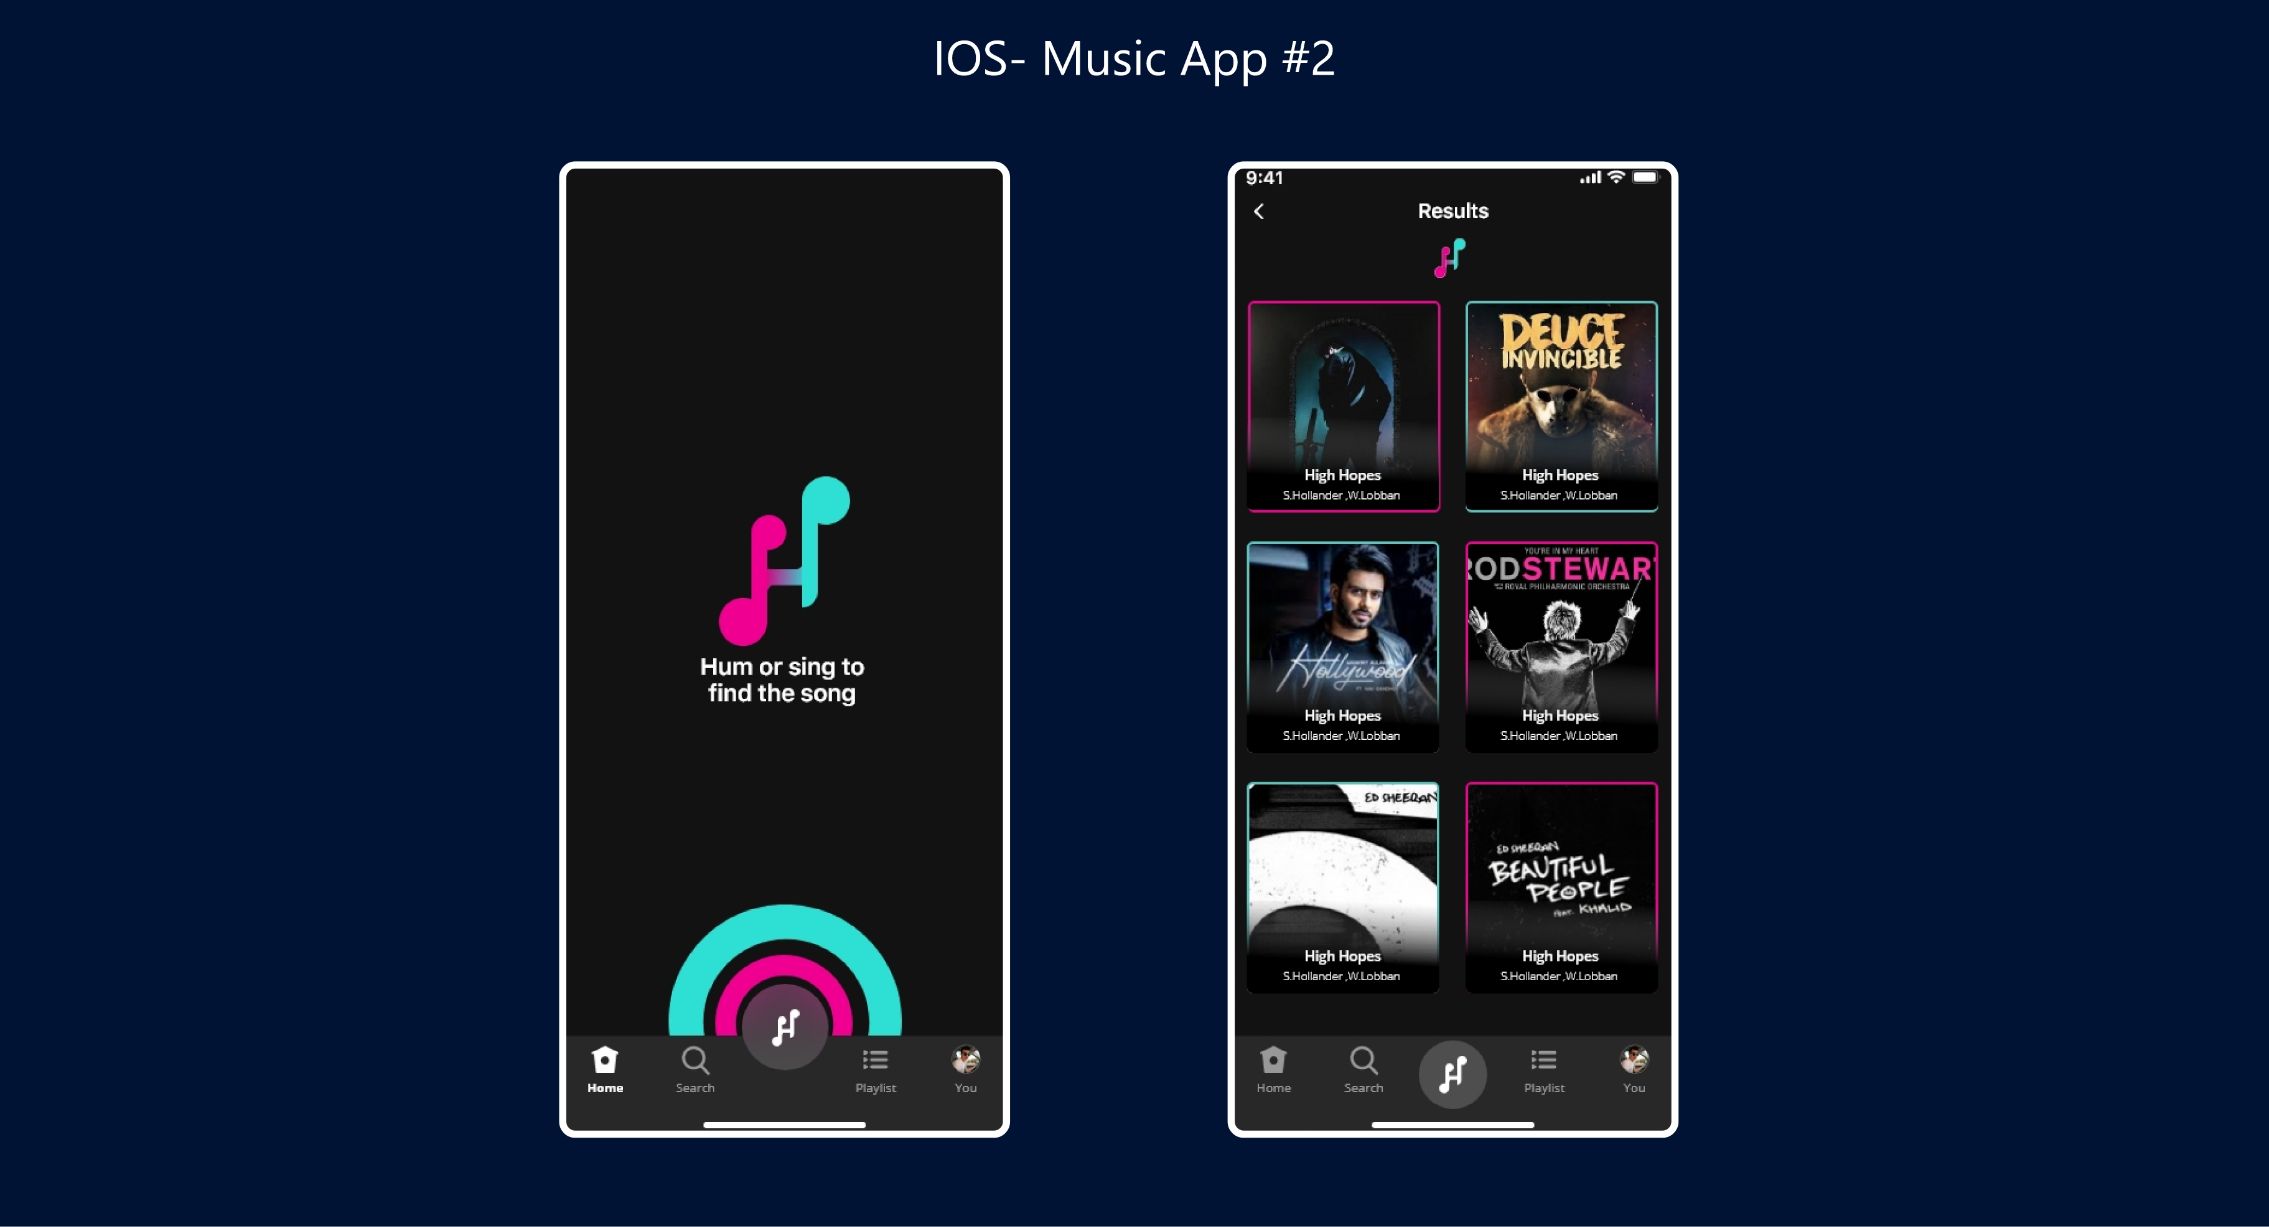 IOS- Music App #2
Hum or sing to
find the song
Home
Search
Playlist
You
9:41
Results
DEUCE
INVINCIBLE
High Hopes
S.Hollander ,W.Lobban
High Hopes
S.Hollander ,W.Lobban
Hollywood
High Hopes
S.Hollander ,W.Lobban
YOU'RE IN MY HEART
RODSTEWART
ROYAL PHILHARMONIC ORCHESTRA
High Hopes
S.Hollander ,W.Lobban
ED SHEERAN
High Hopes
S.Hollander ,W.Lobban
ED SHEERAN
BEAUTIFUL
PEOPLE
FEAT. KHALID
High Hopes
S.Hollander ,W.Lobban
Home
Search
Playlist
You